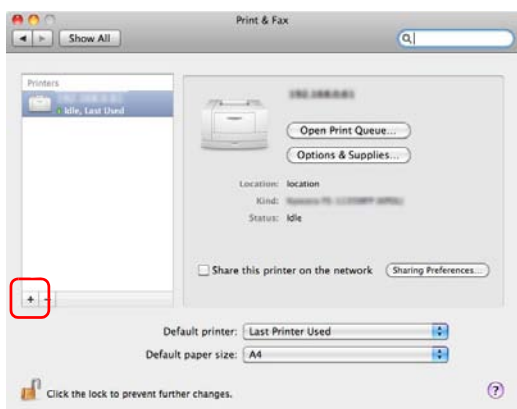 Print & Fax
Show All
Printers
Idle, Last Used
Open Print Queue...
Options & Supplies...
Location: location
Kind:
Status: Idle
Share this printer on the network
Sharing Preferences...
+ -
Default printer: Last Printer Used
Default paper size: A4
Click the lock to prevent further changes.
?